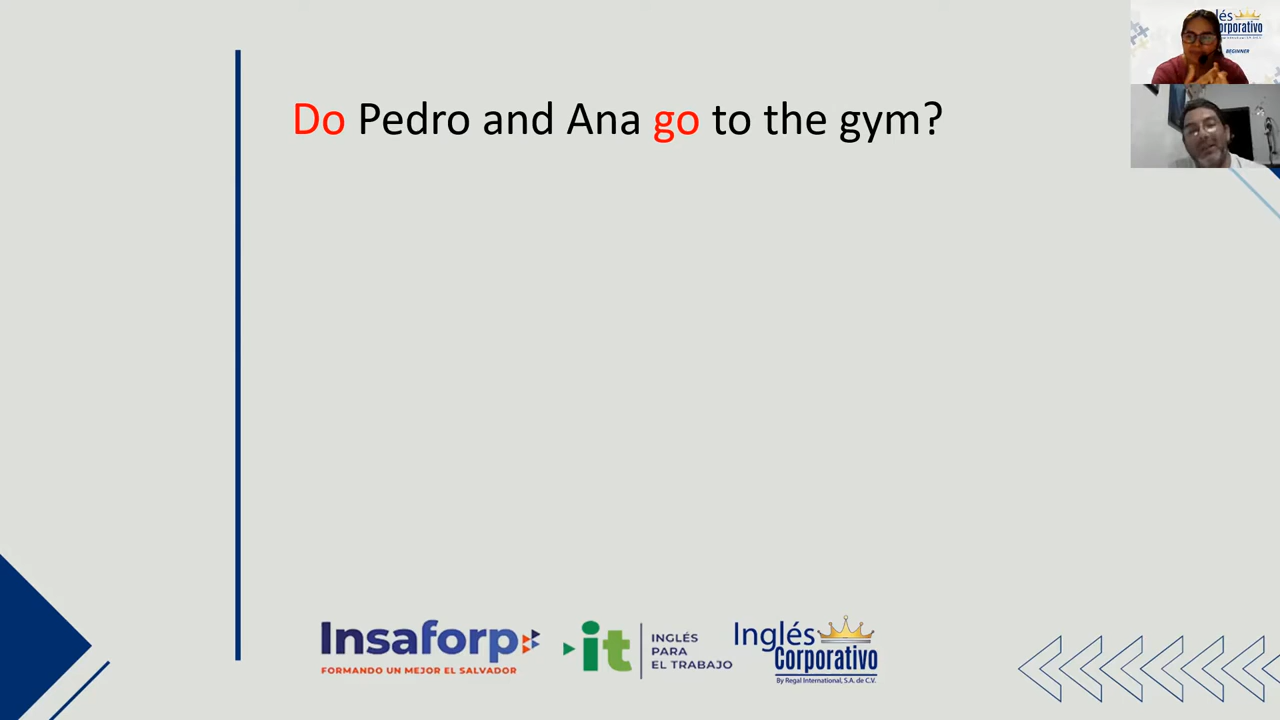 Do Pedro and Ana go to the gym?
Insaforp
FORMANDO UN MEJOR EL SALVADOR
it
INGLÉS
PARA
EL TRABAJO
Inglés
Corporativo
By Regal International, S.A. de C.V.
BEGINNER